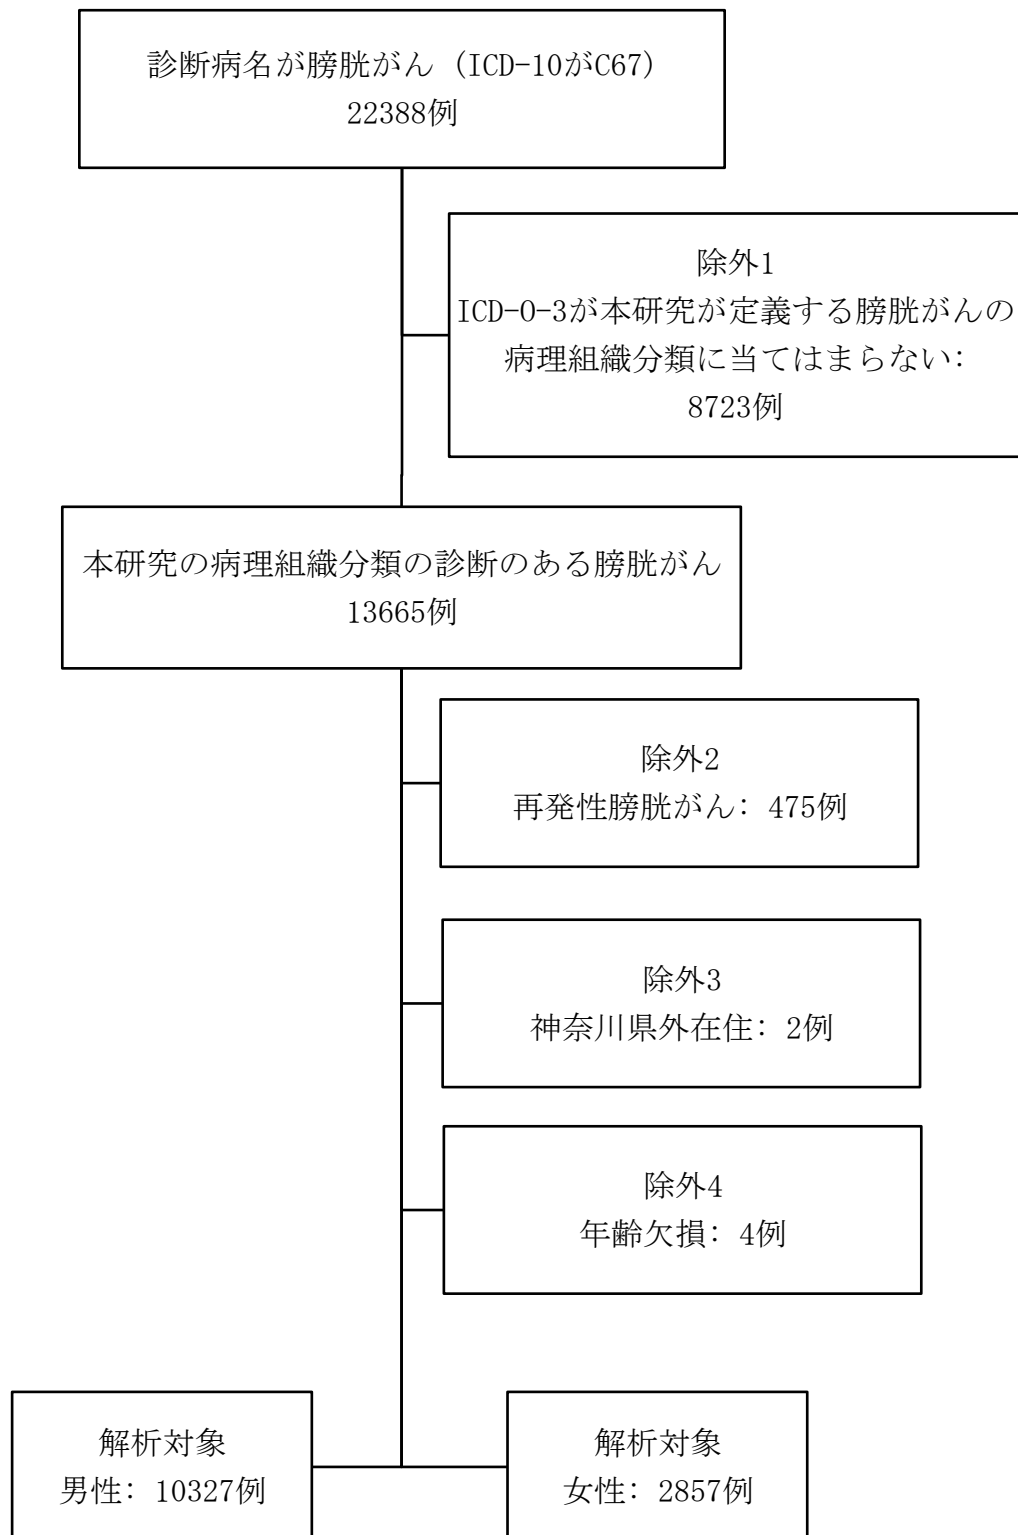 診断病名が膀胱がん (ICD-10がC67)
22388例
除外1
ICD-O-3が本研究が定義する膀胱がんの
病理組織分類に当てはまらない:
8723例
本研究の病理組織分類の診断のある膀胱がん
13665例
除外2
再発性膀胱がん: 475例
除外3
神奈川県外在住: 2例
除外4
年齢欠損: 4例
解析対象
男性: 10327例
解析対象
女性: 2857例